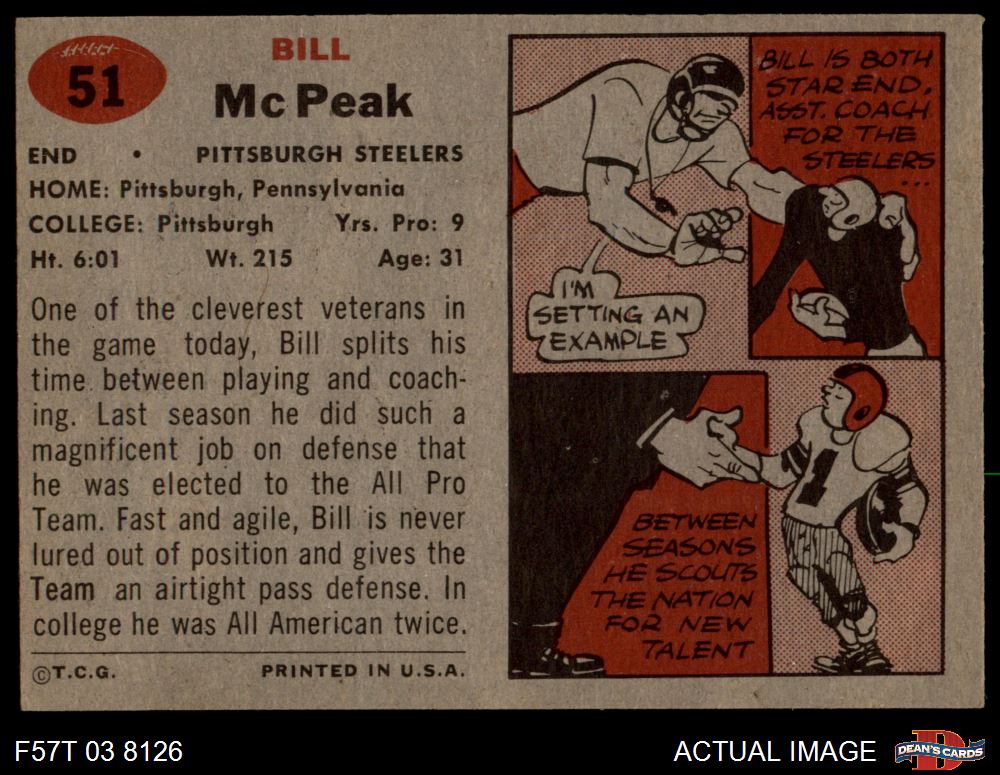 51
BILL
McPeak
END • PITTSBURGH STEELERS
HOME: Pittsburgh, Pennsylvania
COLLEGE: Pittsburgh Yrs. Pro: 9
Ht. 6:01 Wt. 215 Age: 31
One of the cleverest veterans in
the game today, Bill splits his
time between playing and coach-
ing. Last season he did such a
magnificent job on defense that
he was elected to the All Pro
Team. Fast and agile, Bill is never
lured out of position and gives the
Team an airtight pass defense. In
college he was All American twice.
©T.C.G. PRINTED IN U.S.A.
BILL IS BOTH
STAR END,
ASST. COACH
FOR THE
STEELERS
...
I'M
SETTING AN
EXAMPLE
1
BETWEEN
SEASONS
HE SCOUTS
THE NATION
FOR NEW
TALENT
F57T 03 8126
ACTUAL IMAGE
D
DEAN'S CARDS